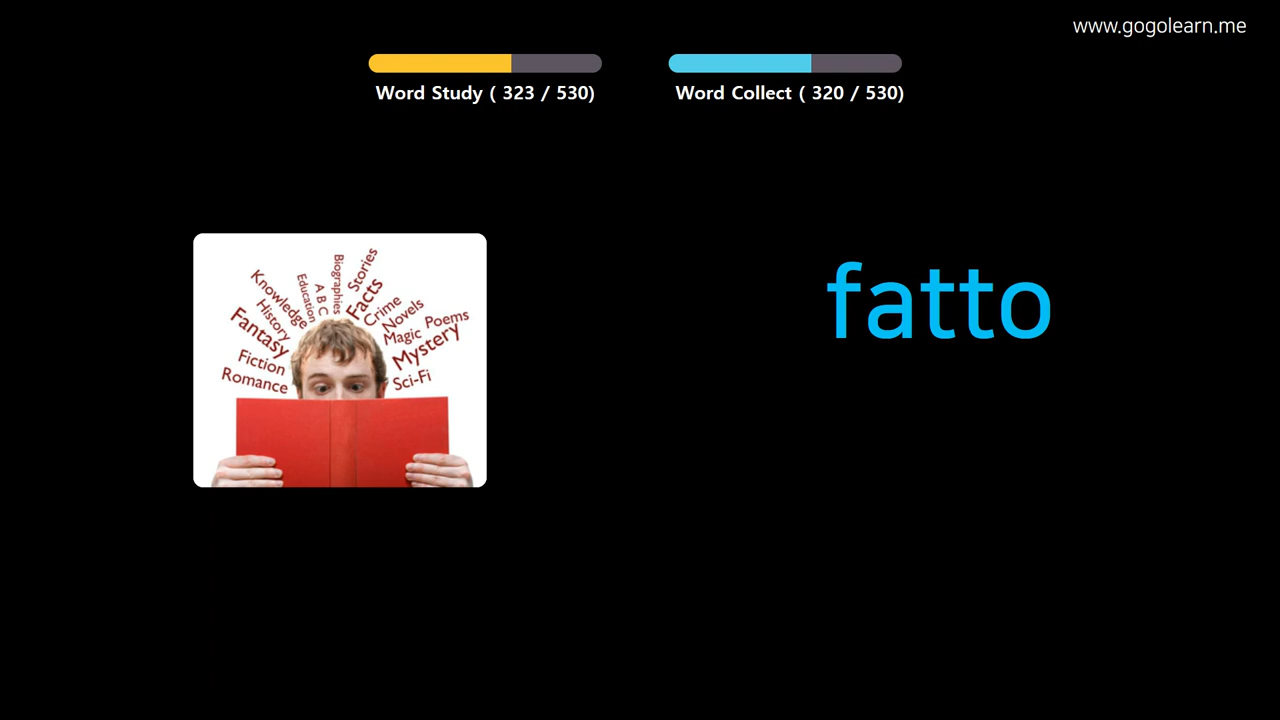 www.gogolearn.me
Word Study ( 323 / 530)
Word Collect ( 320 / 530)
fatto
Knowledge
History
Fantasy
Fiction
Romance
Education
A B C
Biographies
Stories
Facts
Crime
Novels
Magic
Poems
Mystery
Sci-Fi